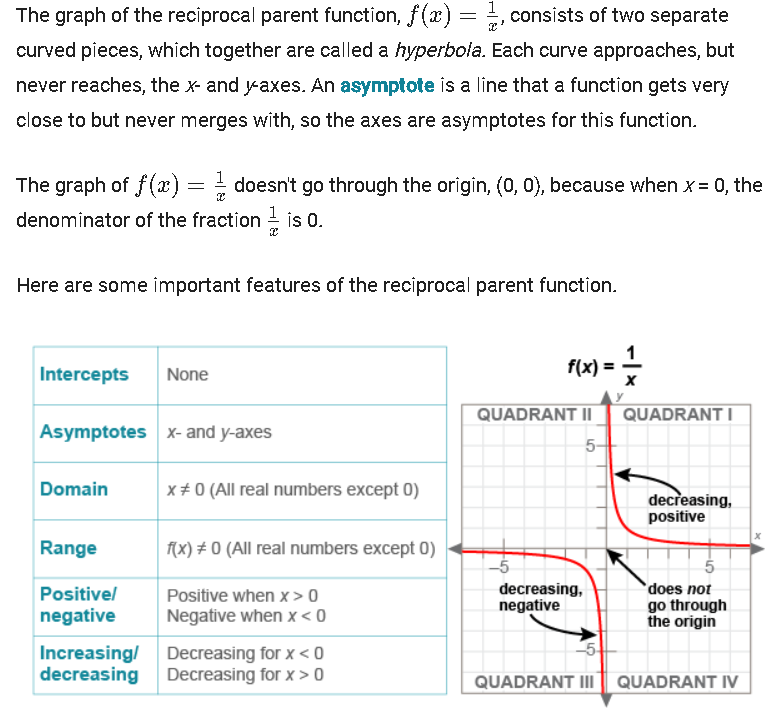 The graph of the reciprocal parent function, f(x) = 1/x, consists of two separate
curved pieces, which together are called a hyperbola. Each curve approaches, but
never reaches, the x- and y-axes. An asymptote is a line that a function gets very
close to but never merges with, so the axes are asymptotes for this function.
The graph of f(x) = 1/x doesn't go through the origin, (0, 0), because when x = 0, the
denominator of the fraction 1/x is 0.
Here are some important features of the reciprocal parent function.
Intercepts None
Asymptotes x- and y-axes
Domain x ≠ 0 (All real numbers except 0)
Range f(x) ≠ 0 (All real numbers except 0)
Positive/ Positive when x > 0
negative Negative when x < 0
Increasing/ Decreasing for x < 0
decreasing Decreasing for x > 0
f(x) = 1/x
y
QUADRANT II QUADRANT I
5
decreasing,
positive
x
-5 5
decreasing,
negative
does not
go through
the origin
-5
QUADRANT III QUADRANT IV